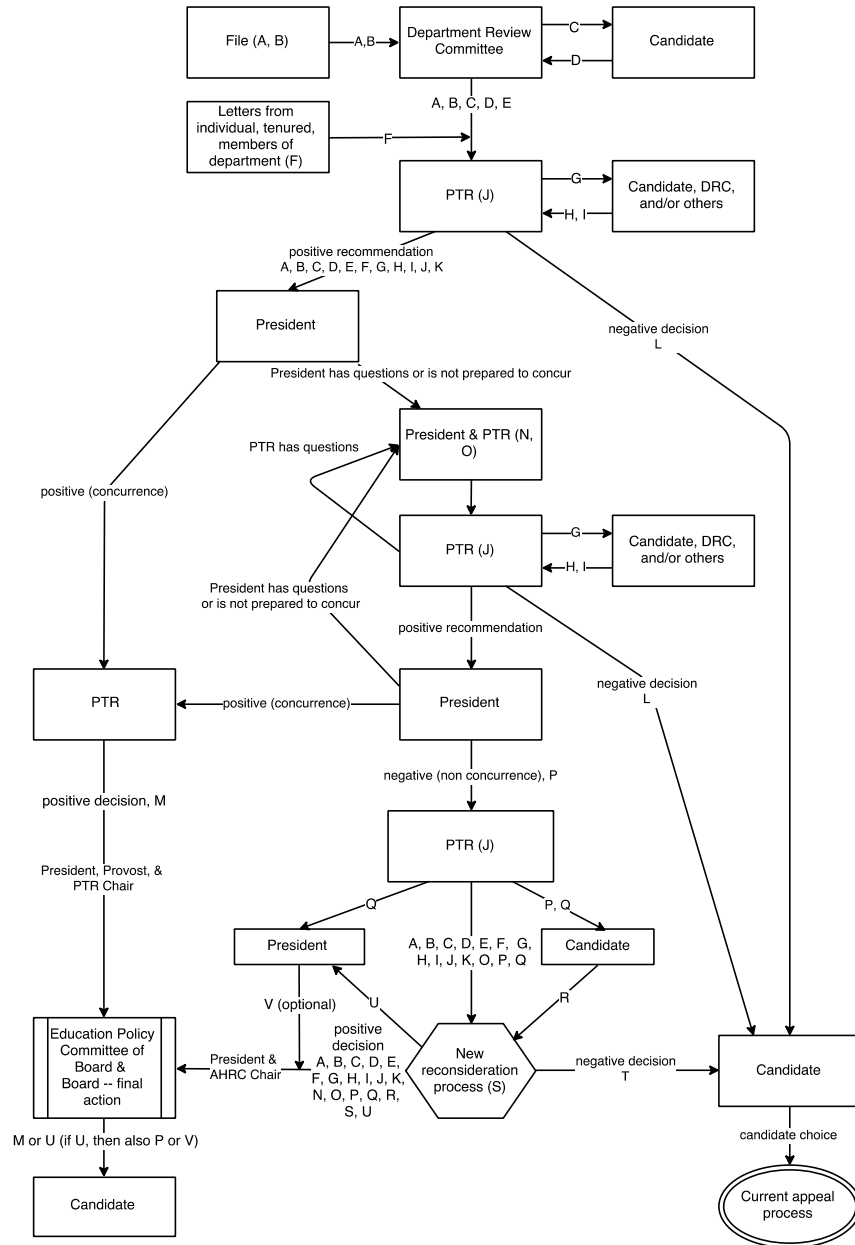 File (A, B)
A,B
Department Review
Committee
C
D
Candidate
A, B, C, D, E
Letters from
individual, tenured,
members of
department (F)
F
PTR (J)
G
H, I
Candidate, DRC,
and/or others
positive recommendation
A, B, C, D, E, F, G, H, I, J, K
President
negative decision
L
President has questions or is not prepared to concur
President & PTR (N,
O)
PTR has questions
positive (concurrence)
PTR (J)
G
H, I
Candidate, DRC,
and/or others
President has questions
or is not prepared to concur
positive recommendation
PTR
positive (concurrence)
President
negative decision
L
negative (non concurrence), P
positive decision, M
PTR (J)
President, Provost, &
PTR Chair
Q
P, Q
President
A, B, C, D, E, F, G,
H, I, J, K, O, P, Q
Candidate
V (optional)
U
R
Education Policy
Committee of
Board &
Board -- final
action
President &
AHRC Chair
positive
decision
A, B, C, D, E,
F, G, H, I, J, K,
N, O, P, Q, R,
S, U
New
reconsideration
process (S)
negative decision
T
Candidate
M or U (if U, then also P or V)
candidate choice
Candidate
Current appeal
process